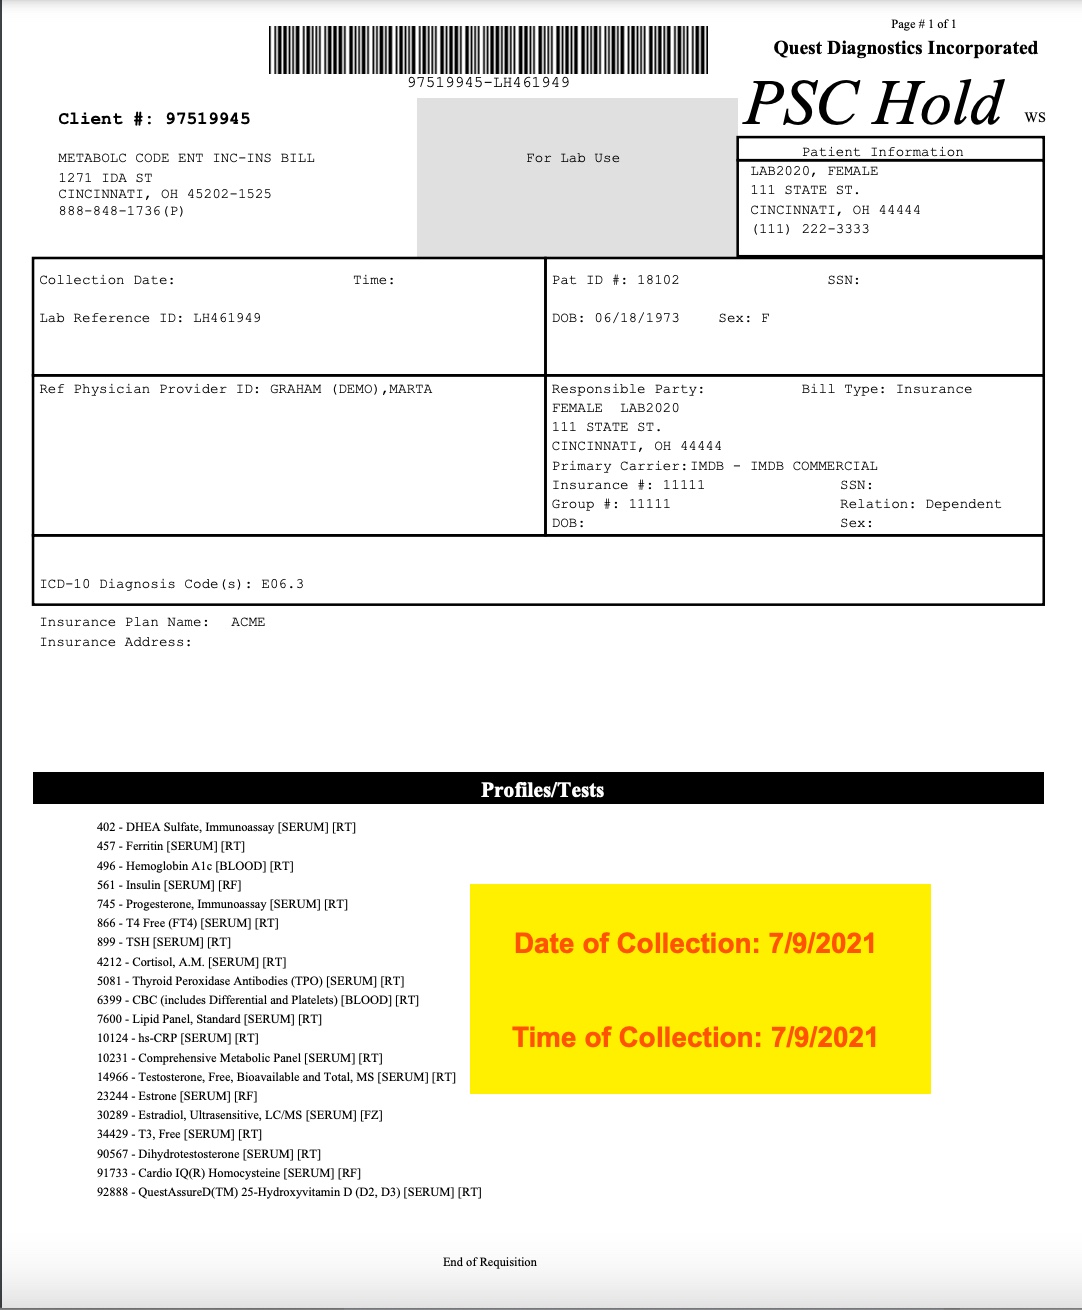 Page # 1 of 1
Quest Diagnostics Incorporated
97519945-LH461949
PSC Hold WS
Client #: 97519945
METABOLC CODE ENT INC-INS BILL
1271 IDA ST
CINCINNATI, OH 45202-1525
888-848-1736(P)
For Lab Use
Patient Information
LAB2020, FEMALE
111 STATE ST.
CINCINNATI, OH 44444
(111) 222-3333
Collection Date: Time:
Lab Reference ID: LH461949
Pat ID #: 18102 SSN:
DOB: 06/18/1973 Sex: F
Ref Physician Provider ID: GRAHAM (DEMO),MARTA
Responsible Party: Bill Type: Insurance
FEMALE LAB2020
111 STATE ST.
CINCINNATI, OH 44444
Primary Carrier:IMDB - IMDB COMMERCIAL
Insurance #: 11111 SSN:
Group #: 11111 Relation: Dependent
DOB: Sex:
ICD-10 Diagnosis Code(s): E06.3
Insurance Plan Name: ACME
Insurance Address:
Profiles/Tests
402 - DHEA Sulfate, Immunoassay [SERUM] [RT]
457 - Ferritin [SERUM] [RT]
496 - Hemoglobin A1c [BLOOD] [RT]
561 - Insulin [SERUM] [RF]
745 - Progesterone, Immunoassay [SERUM] [RT]
866 - T4 Free (FT4) [SERUM] [RT]
899 - TSH [SERUM] [RT]
4212 - Cortisol, A.M. [SERUM] [RT]
5081 - Thyroid Peroxidase Antibodies (TPO) [SERUM] [RT]
6399 - CBC (includes Differential and Platelets) [BLOOD] [RT]
7600 - Lipid Panel, Standard [SERUM] [RT]
10124 - hs-CRP [SERUM] [RT]
10231 - Comprehensive Metabolic Panel [SERUM] [RT]
14966 - Testosterone, Free, Bioavailable and Total, MS [SERUM] [RT]
23244 - Estrone [SERUM] [RF]
30289 - Estradiol, Ultrasensitive, LC/MS [SERUM] [FZ]
34429 - T3, Free [SERUM] [RT]
90567 - Dihydrotestosterone [SERUM] [RT]
91733 - Cardio IQ(R) Homocysteine [SERUM] [RF]
92888 - QuestAssureD(TM) 25-Hydroxyvitamin D (D2, D3) [SERUM] [RT]
Date of Collection: 7/9/2021
Time of Collection: 7/9/2021
End of Requisition